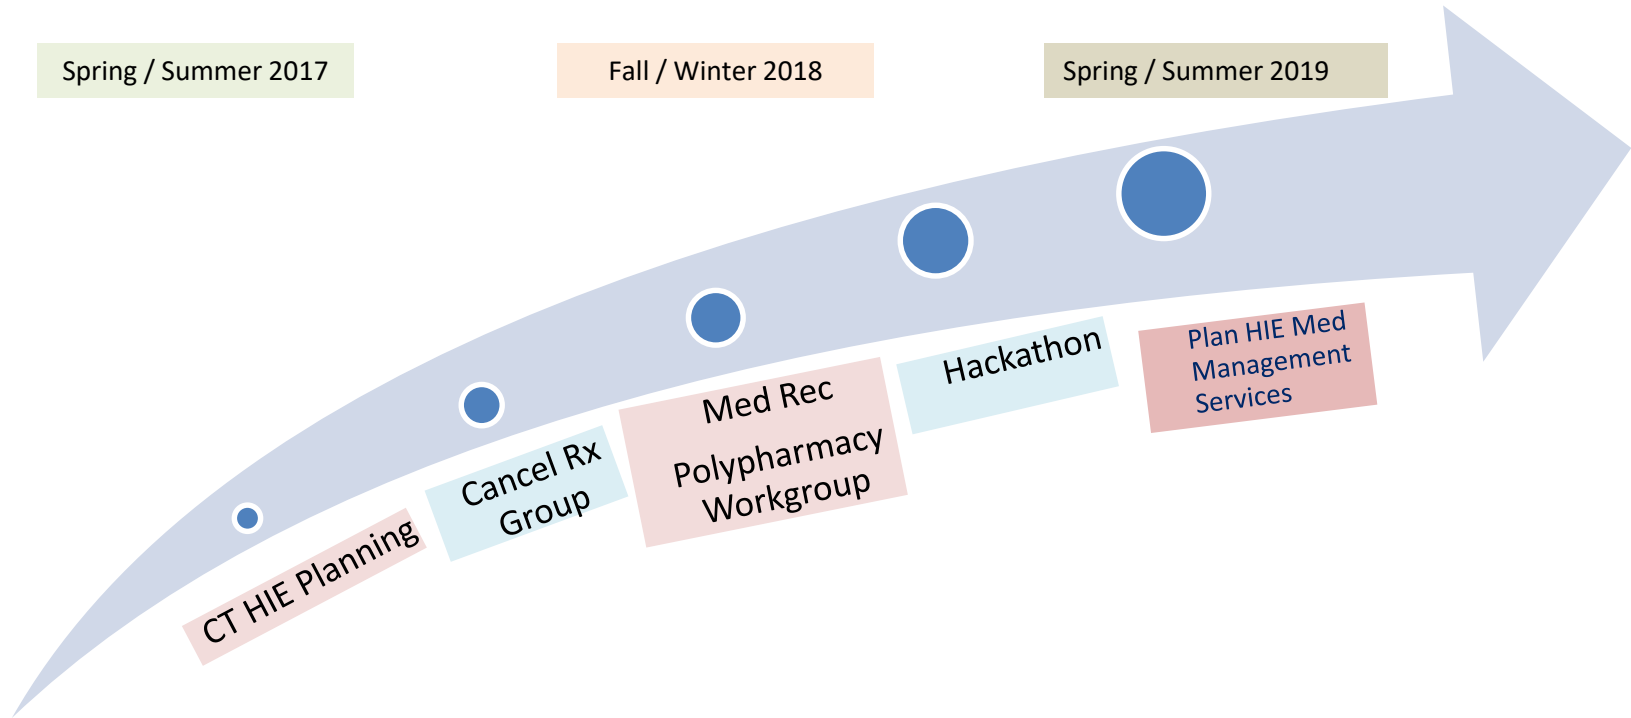 Spring / Summer 2017
Fall / Winter 2018
Spring / Summer 2019
CT HIE Planning
Cancel Rx
Group
Med Rec
Polypharmacy
Workgroup
Hackathon
Plan HIE Med
Management
Services